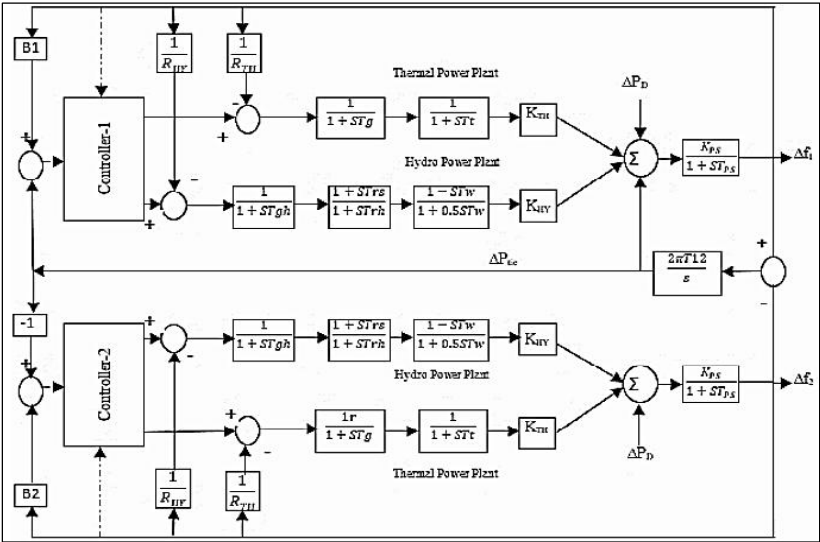 B1
1
R_HY
1
R_TH
Thermal Power Plant
ΔP_D
Controller-1
+
-
+
1
1 + STg
1
1 + STt
K_TH
Σ
K_PS
1 + ST_PS
Δf₁
Hydro Power Plant
-
+
1
1 + STgh
1 + STrs
1 + STrh
1 − STw
1 + 0.5STw
K_HY
ΔP_tie
2πT12
s
+
-
-1
+
-
Controller-2
+
-
1
1 + STgh
1 + STrs
1 + STrh
1 − STw
1 + 0.5STw
K_HY
Hydro Power Plant
Σ
K_PS
1 + ST_PS
Δf₂
+
-
1r
1 + STg
1
1 + STt
K_TH
B2
1
R_HY
1
R_TH
Thermal Power Plant
ΔP_D